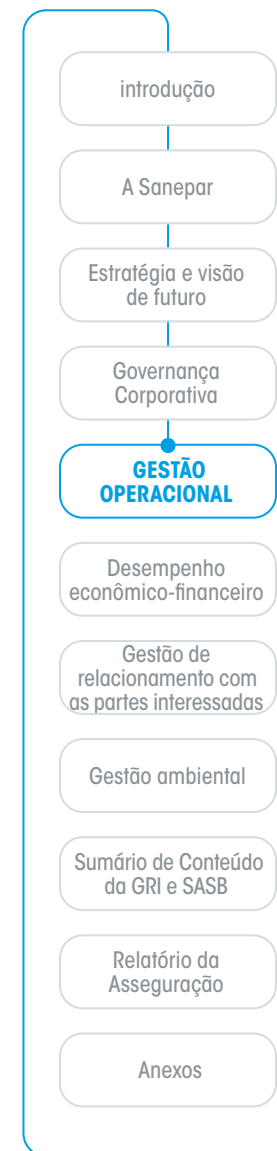 introdução
A Sanepar
Estratégia e visão
de futuro
Governança
Corporativa
GESTÃO
OPERACIONAL
Desempenho
econômico-financeiro
Gestão de
relacionamento com
as partes interessadas
Gestão ambiental
Sumário de Conteúdo
da GRI e SASB
Relatório da
Asseguração
Anexos